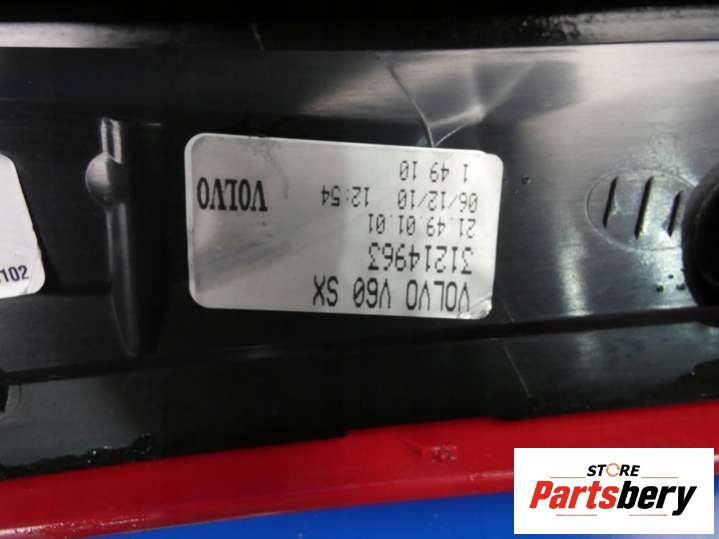 VOLVO V60 SX
31214963
21.49.01.01
06/12/10 12:54
1 49 10
VOLVO
102
STORE
Partsbery